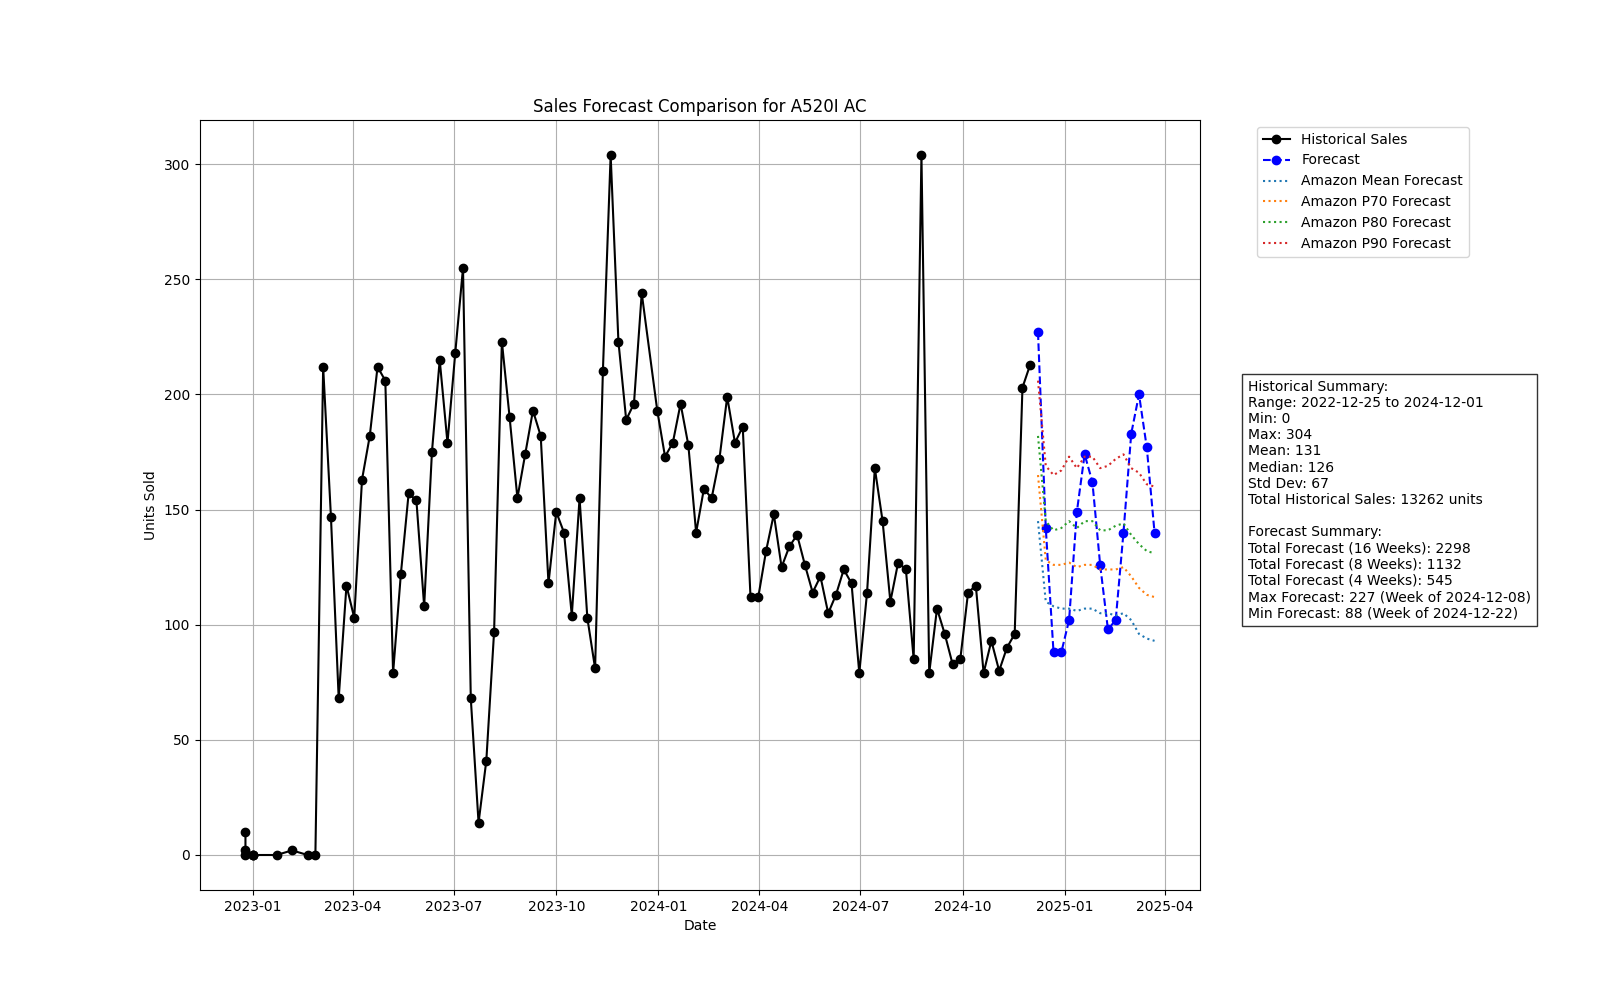 Sales Forecast Comparison for A520I AC
Historical Sales
Forecast
Amazon Mean Forecast
Amazon P70 Forecast
Amazon P80 Forecast
Amazon P90 Forecast
300
250
200
150
100
50
0
Units Sold
2023-01
2023-04
2023-07
2023-10
2024-01
2024-04
2024-07
2024-10
2025-01
2025-04
Date
Historical Summary:
Range: 2022-12-25 to 2024-12-01
Min: 0
Max: 304
Mean: 131
Median: 126
Std Dev: 67
Total Historical Sales: 13262 units
Forecast Summary:
Total Forecast (16 Weeks): 2298
Total Forecast (8 Weeks): 1132
Total Forecast (4 Weeks): 545
Max Forecast: 227 (Week of 2024-12-08)
Min Forecast: 88 (Week of 2024-12-22)